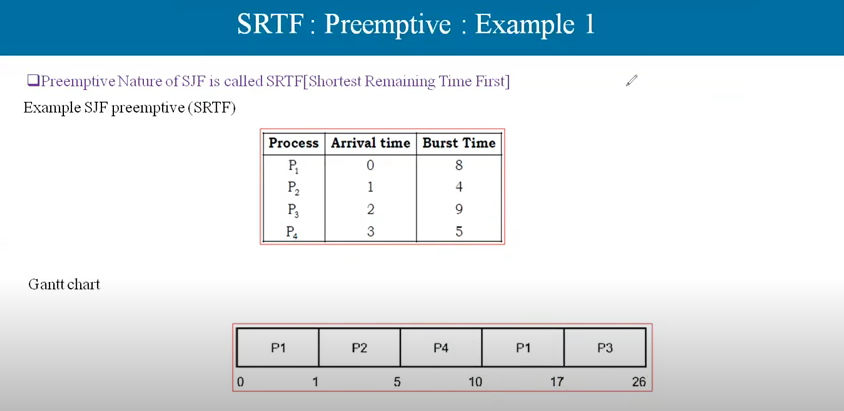 SRTF : Preemptive : Example 1
❑Preemptive Nature of SJF is called SRTF[Shortest Remaining Time First]
Example SJF preemptive (SRTF)
Process Arrival time Burst Time
P1 0 8
P2 1 4
P3 2 9
P4 3 5
Gantt chart
P1 P2 P4 P1 P3
0 1 5 10 17 26